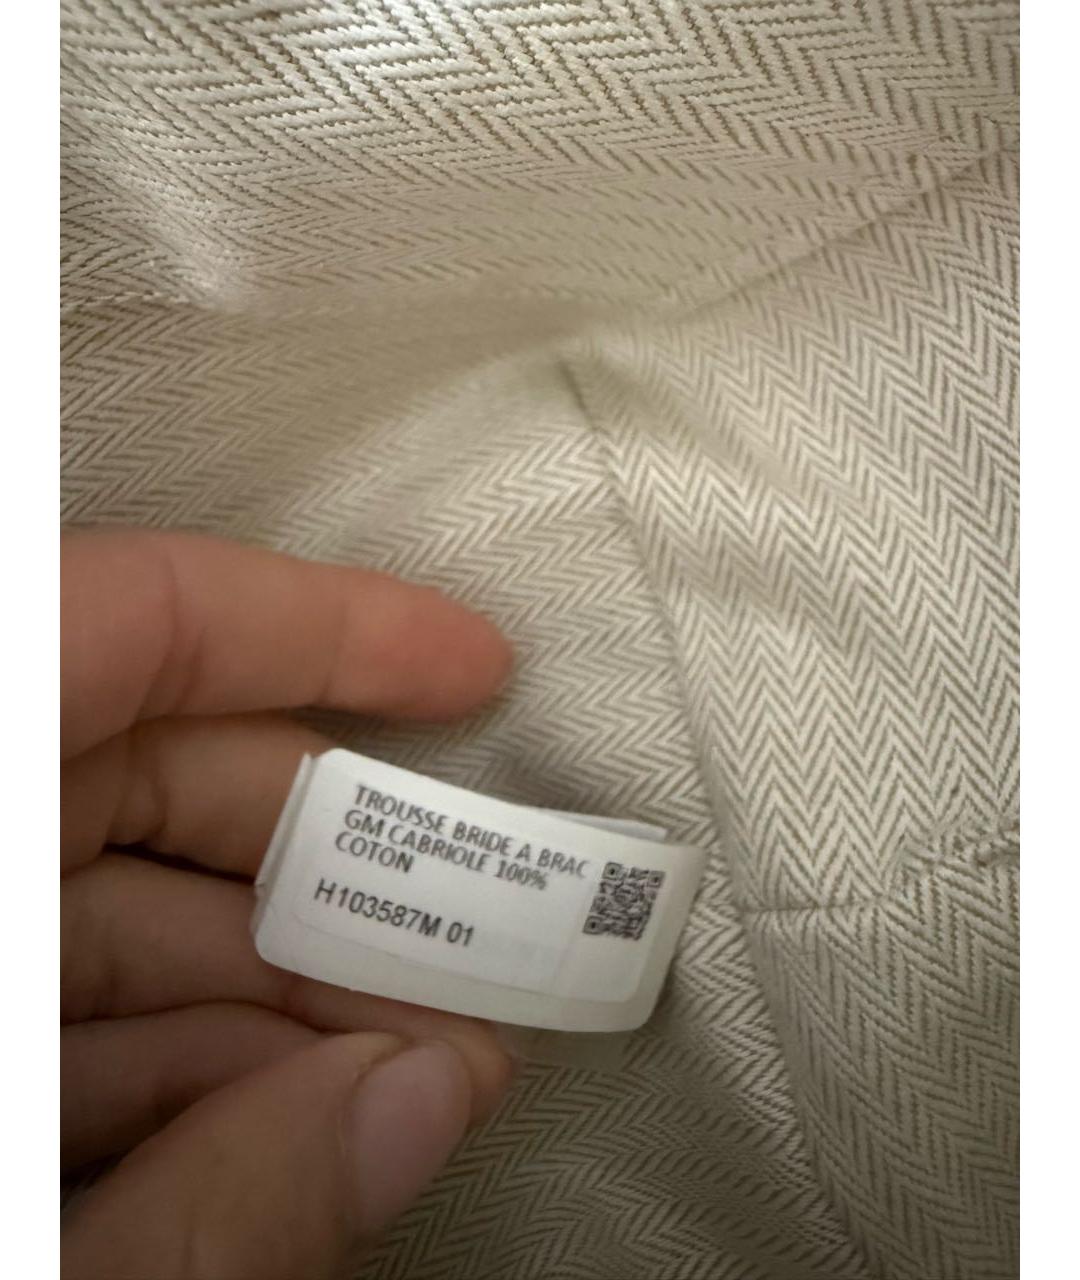 TROUSSE BRIDE A BRAC
GM CABRIOLE 100%
COTON
H103587M 01